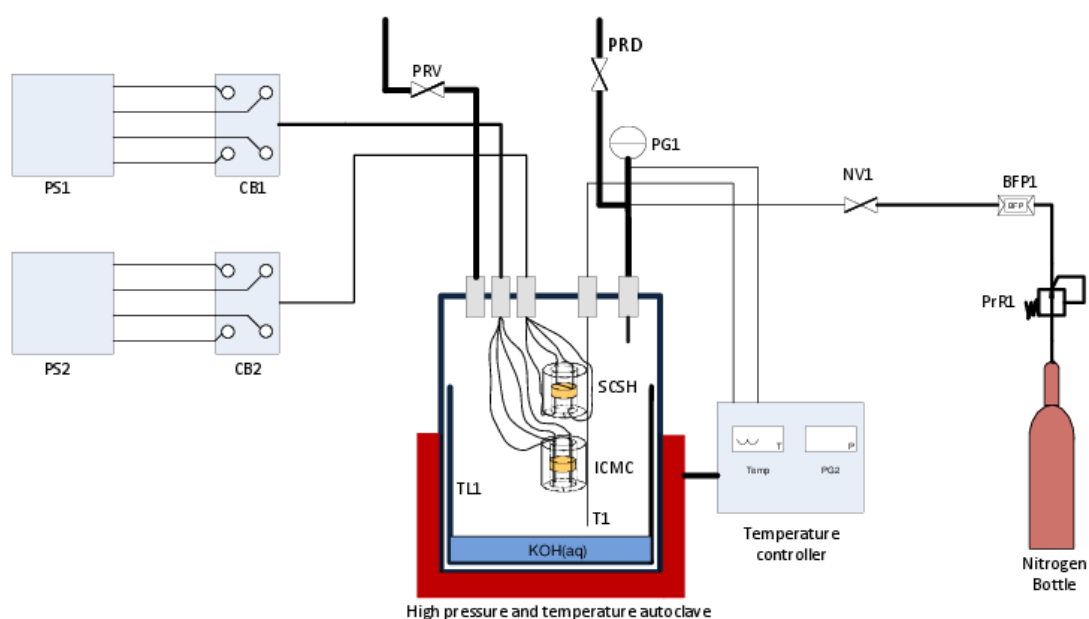 PRV
PRD
PS1
CB1
PG1
NV1
BFP1
BFP
PrR1
PS2
CB2
SCSH
ICMC
TL1
T1
T
P
Temp
PG2
KOH(aq)
Temperature
controller
Nitrogen
Bottle
High pressure and temperature autoclave